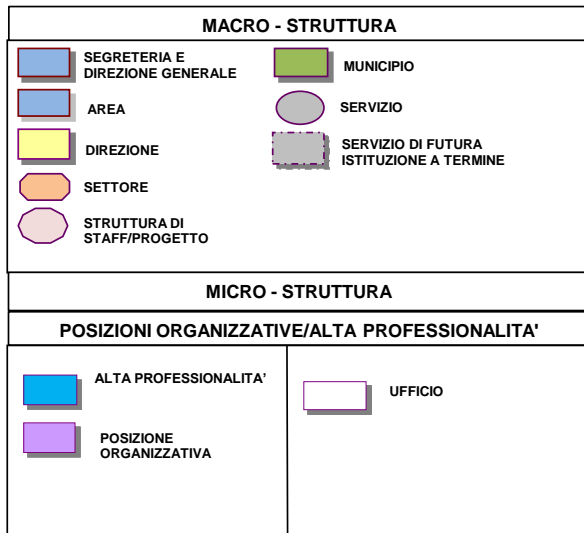 MACRO - STRUTTURA
SEGRETERIA E
DIREZIONE GENERALE
AREA
DIREZIONE
SETTORE
STRUTTURA DI
STAFF/PROGETTO
MUNICIPIO
SERVIZIO
SERVIZIO DI FUTURA
ISTITUZIONE A TERMINE
MICRO - STRUTTURA
POSIZIONI ORGANIZZATIVE/ALTA PROFESSIONALITA'
ALTA PROFESSIONALITA’
POSIZIONE
ORGANIZZATIVA
UFFICIO